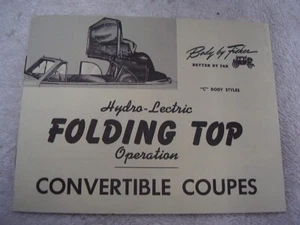 Body by Fisher
BETTER BY FAR
"C" BODY STYLES
Hydro-Lectric
FOLDING TOP
Operation
CONVERTIBLE COUPES